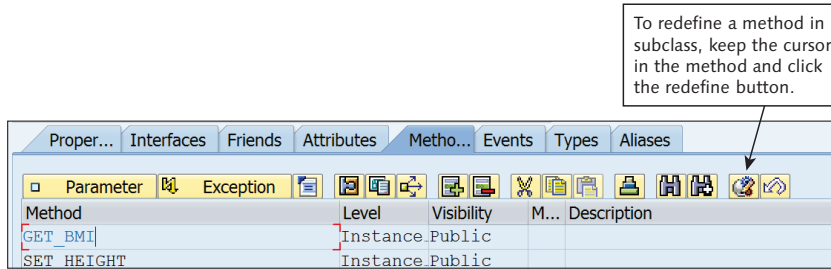 To redefine a method in
subclass, keep the cursor
in the method and click
the redefine button.
Proper... Interfaces Friends Attributes Metho... Events Types Aliases
Parameter Exception
Method Level Visibility M... Description
GET_BMI Instance Public
SET_HEIGHT Instance Public